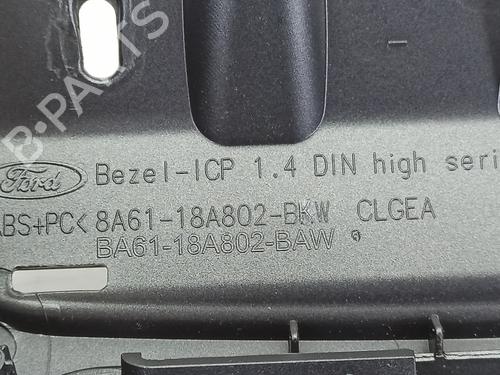 Ford
Bezel-ICP 1.4 DIN high seri
ABS+PC< 8A61-18A802-BKW CLGEA
BA61-18A802-BAW
B-PARTS